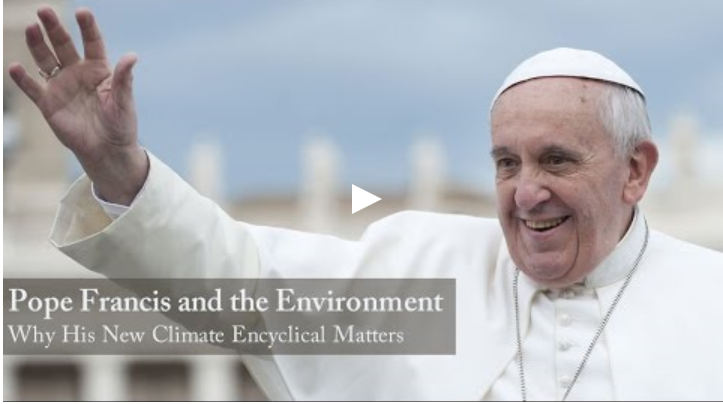 Pope Francis and the Environment
Why His New Climate Encyclical Matters